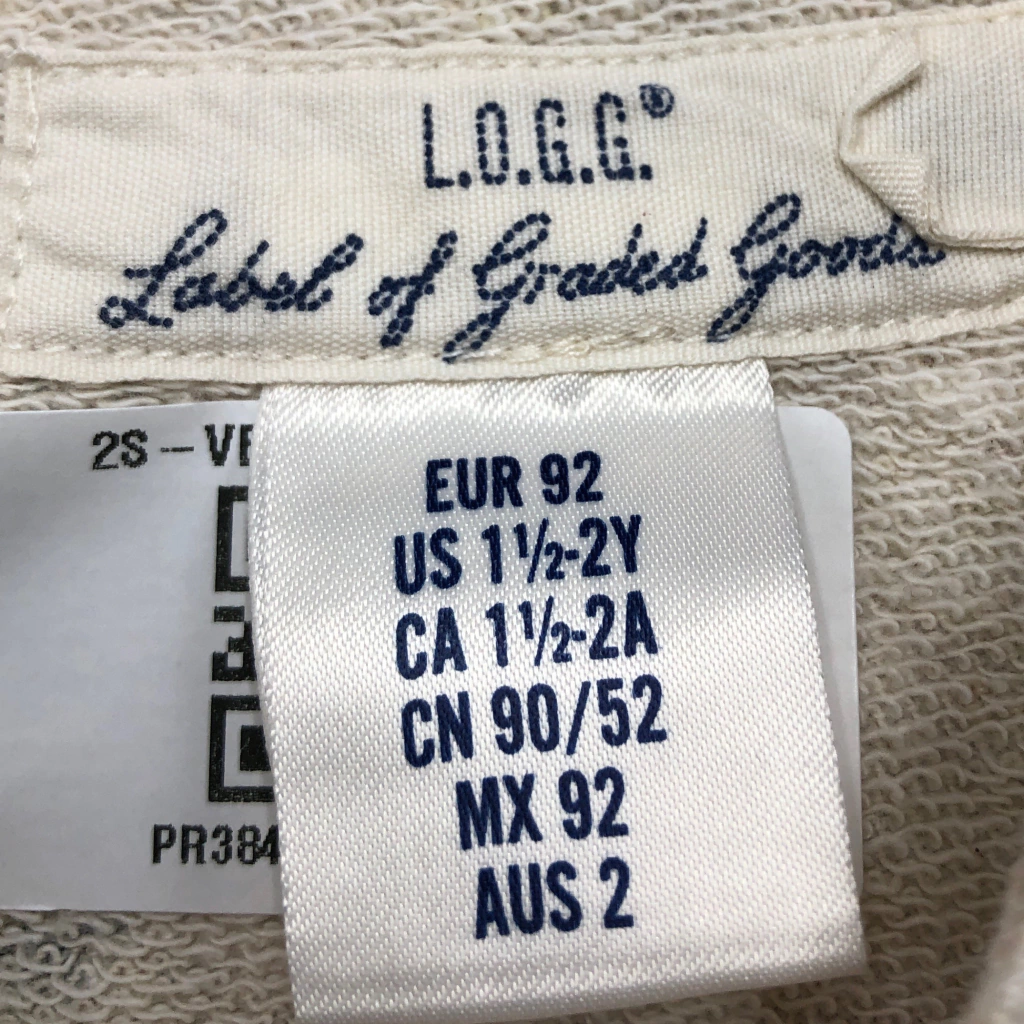 L.O.G.G.®
Label of Graded Goods
2S-VE
EUR 92
US 1½-2Y
CA 1½-2A
CN 90/52
MX 92
AUS 2
PR384